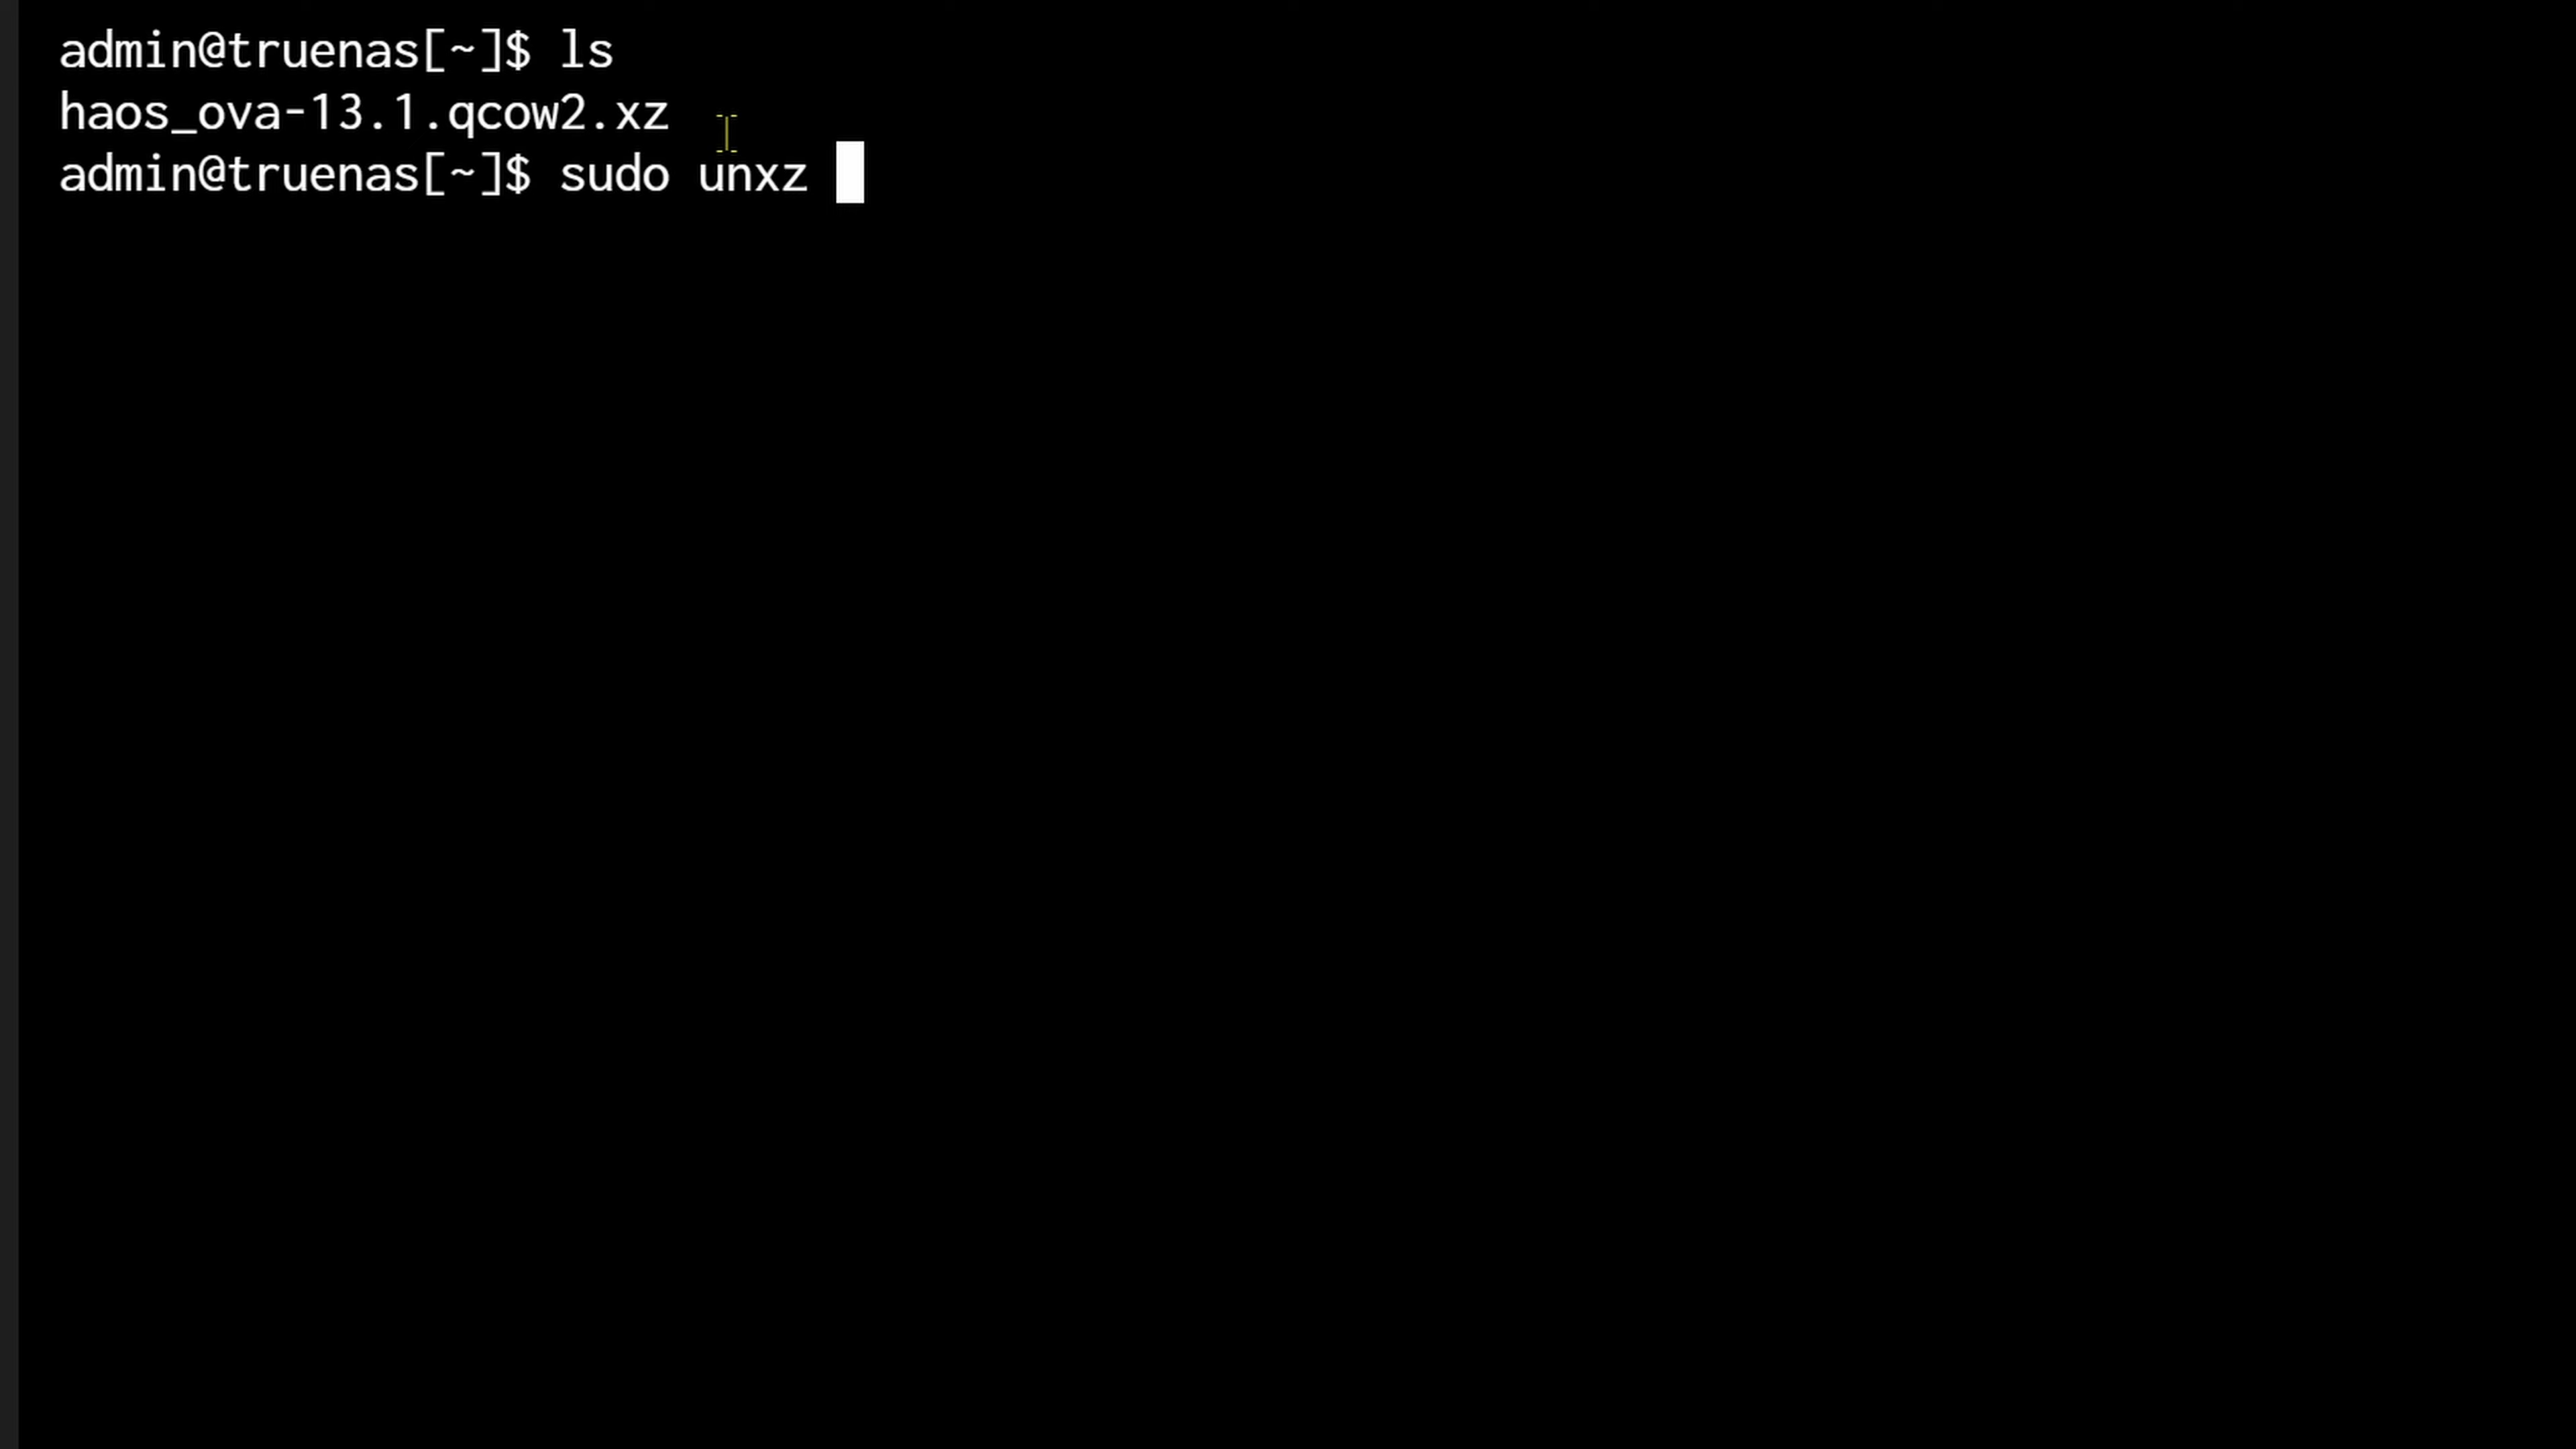 admin@truenas[~]$ ls
haos_ova-13.1.qcow2.xz
admin@truenas[~]$ sudo unxz